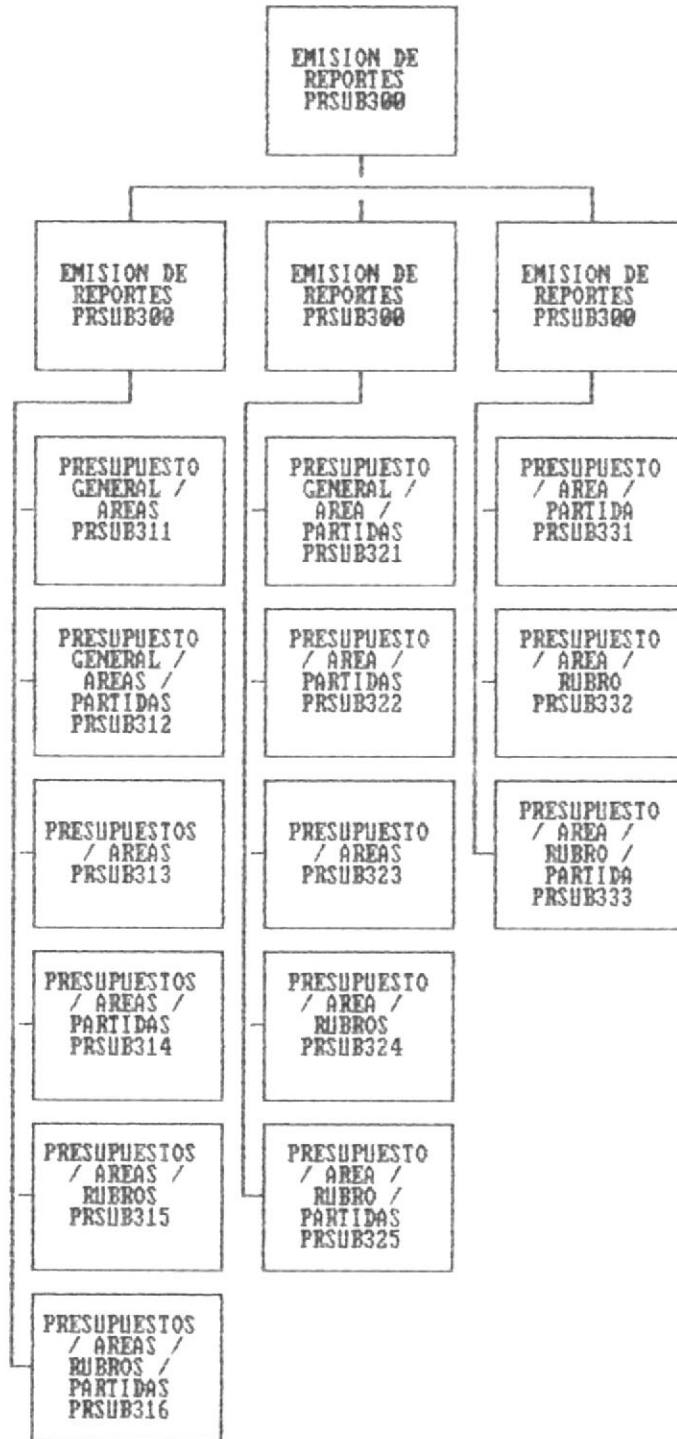 EMISION DE
REPORTES
PRSUB300
EMISION DE
REPORTES
PRSUB300
EMISION DE
REPORTES
PRSUB300
EMISION DE
REPORTES
PRSUB300
PRESUPUESTO
GENERAL /
AREAS
PRSUB311
PRESUPUESTO
GENERAL /
AREAS /
PARTIDAS
PRSUB312
PRESUPUESTOS
/ AREAS
PRSUB313
PRESUPUESTOS
/ AREAS /
PARTIDAS
PRSUB314
PRESUPUESTOS
/ AREAS /
RUBROS
PRSUB315
PRESUPUESTOS
/ AREAS /
RUBROS /
PARTIDAS
PRSUB316
PRESUPUESTO
GENERAL /
AREA /
PARTIDAS
PRSUB321
PRESUPUESTO
/ AREA /
PARTIDAS
PRSUB322
PRESUPUESTO
/ AREAS
PRSUB323
PRESUPUESTO
/ AREA /
RUBROS
PRSUB324
PRESUPUESTO
/ AREA /
RUBRO /
PARTIDAS
PRSUB325
PRESUPUESTO
/ AREA /
PARTIDA
PRSUB331
PRESUPUESTO
/ AREA /
RUBRO
PRSUB332
PRESUPUESTO
/ AREA /
RUBRO /
PARTIDA
PRSUB333